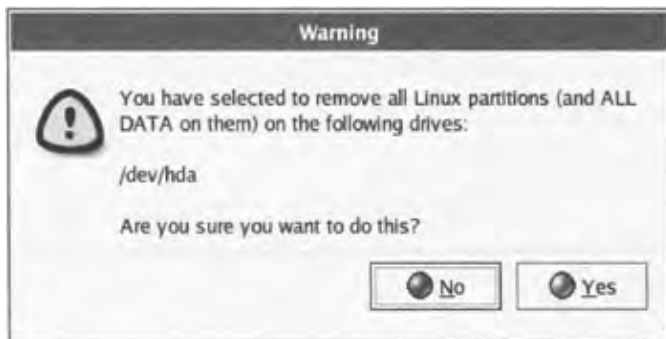 Warning
You have selected to remove all Linux partitions (and ALL
DATA on them) on the following drives:
/dev/hda
Are you sure you want to do this?
No
Yes